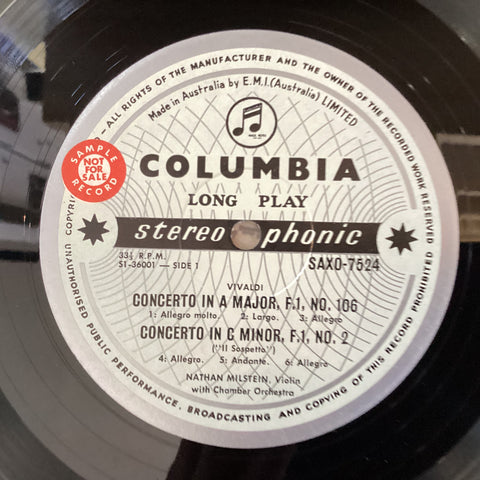 — ALL RIGHTS OF THE MANUFACTURER AND THE OWNER OF THE RECORDED WORK RESERVED
Made in Australia by E.M.I.(Australia) LIMITED
SAMPLE
NOT
FOR
SALE
RECORD
COLUMBIA
LONG PLAY
stereophonic
33⅓ R.P.M.
S1-36001 — SIDE 1
SAXO-7524
VIVALDI
CONCERTO IN A MAJOR, F.1, NO. 106
1: Allegro molto. 2: Largo. 3: Allegro
CONCERTO IN C MINOR, F.1, NO. 2
("Il Sospetto")
4: Allegro. 5: Andante. 6: Allegro
NATHAN MILSTEIN, Violin
with Chamber Orchestra
UNAUTHORISED PUBLIC PERFORMANCE, BROADCASTING AND COPYING OF THIS RECORD PROHIBITED